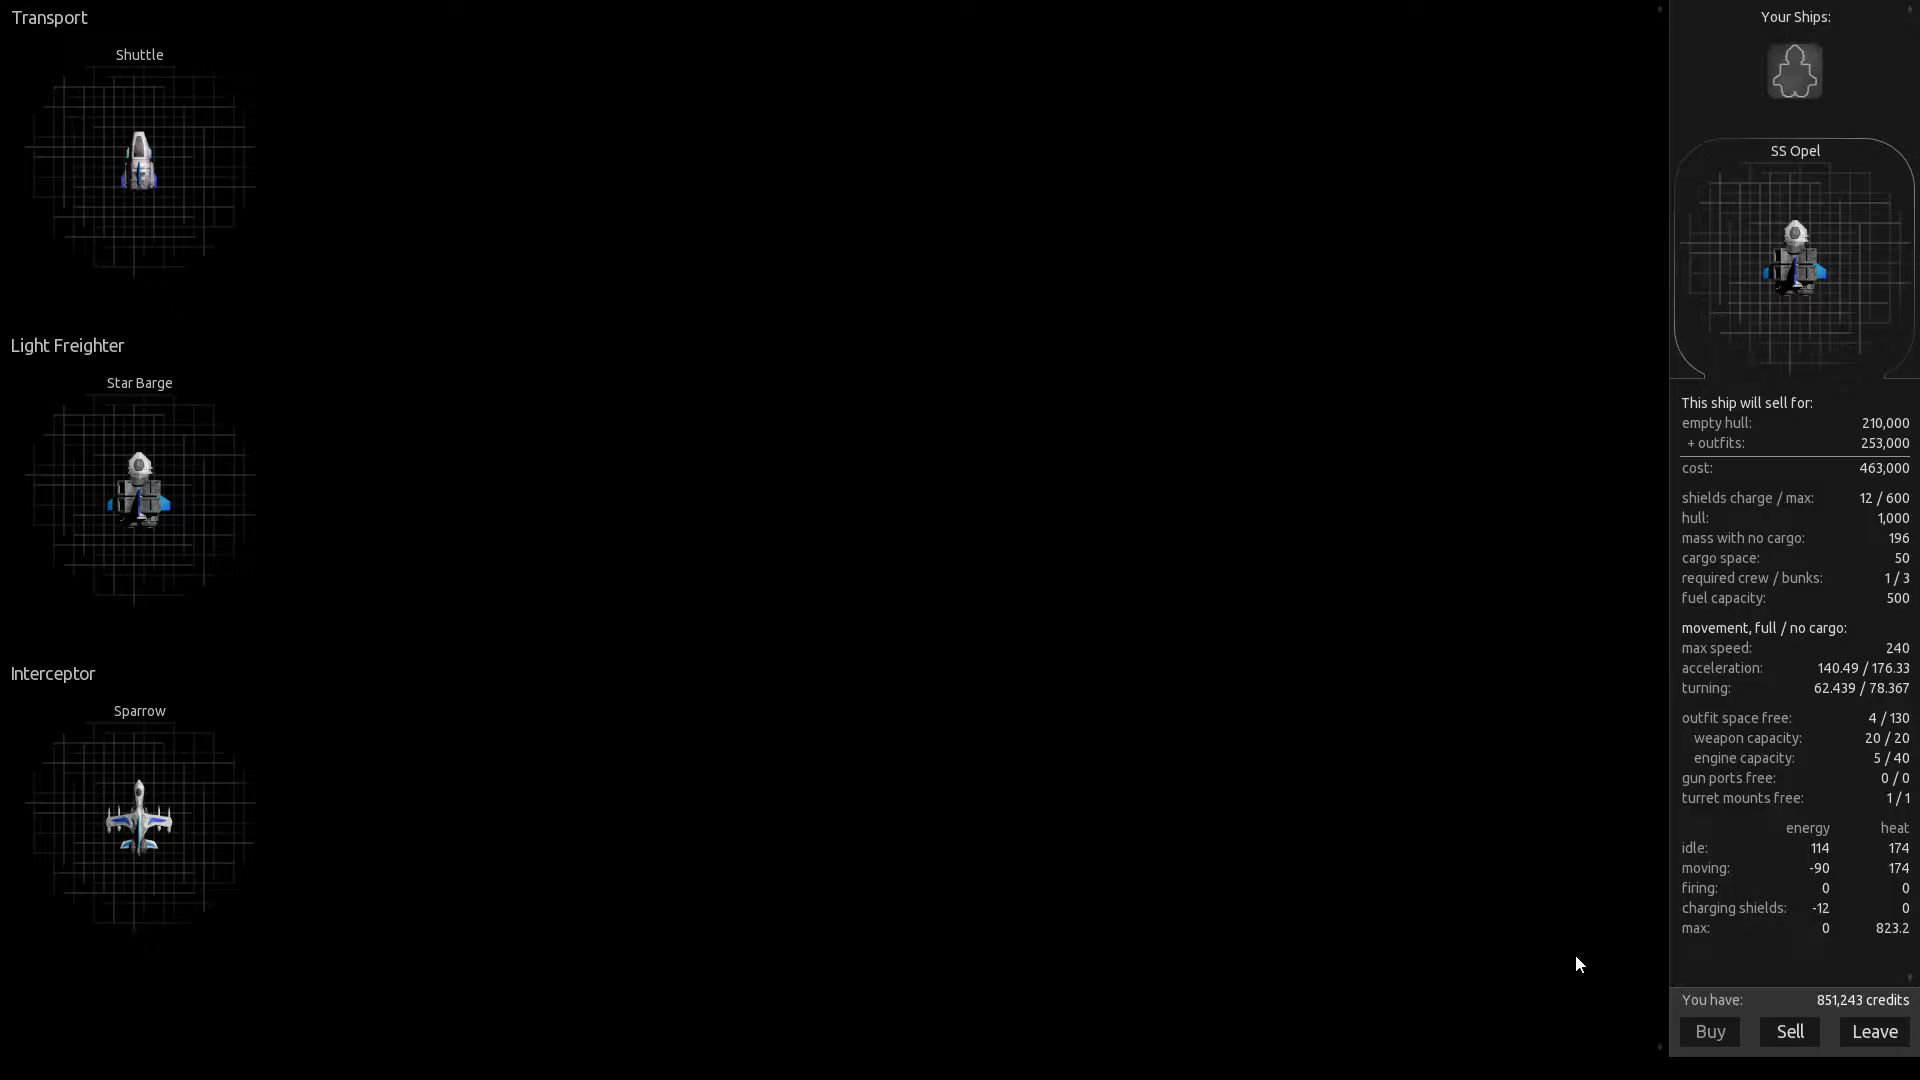 Transport
Shuttle
Light Freighter
Star Barge
Interceptor
Sparrow
Your Ships:
SS Opel
This ship will sell for:
empty hull: 210,000
+ outfits: 253,000
cost: 463,000
shields charge / max: 12 / 600
hull: 1,000
mass with no cargo: 196
cargo space: 50
required crew / bunks: 1 / 3
fuel capacity: 500
movement, full / no cargo:
max speed: 240
acceleration: 140.49 / 176.33
turning: 62.439 / 78.367
outfit space free: 4 / 130
weapon capacity: 20 / 20
engine capacity: 5 / 40
gun ports free: 0 / 0
turret mounts free: 1 / 1
energy heat
idle: 114 174
moving: -90 174
firing: 0 0
charging shields: -12 0
max: 0 823.2
You have: 851,243 credits
Buy Sell Leave